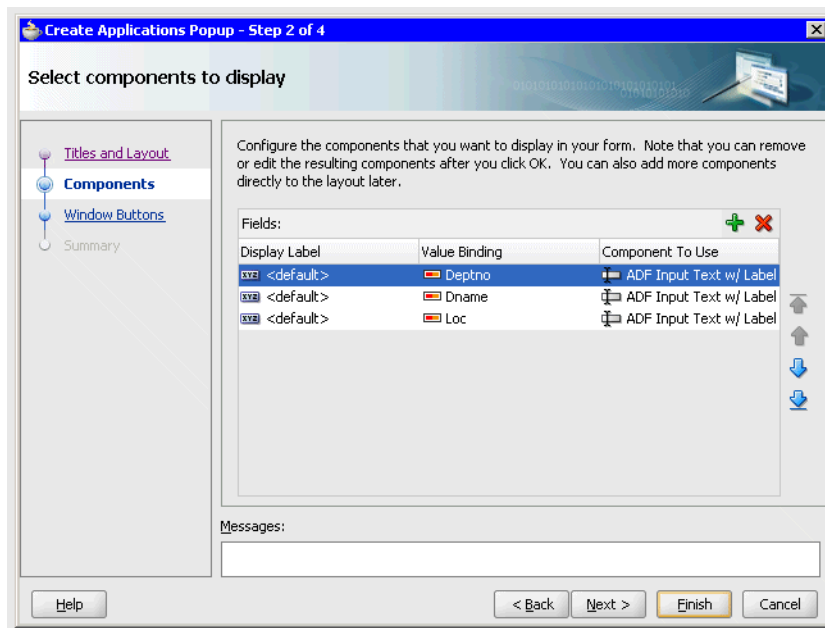 Create Applications Popup - Step 2 of 4
Select components to display
Titles and Layout
Components
Window Buttons
Summary
Configure the components that you want to display in your form. Note that you can remove
or edit the resulting components after you click OK. You can also add more components
directly to the layout later.
Fields:
Display Label Value Binding Component To Use
XYZ <default> Deptno ADF Input Text w/ Label
XYZ <default> Dname ADF Input Text w/ Label
XYZ <default> Loc ADF Input Text w/ Label
Messages:
Help < Back Next > Finish Cancel